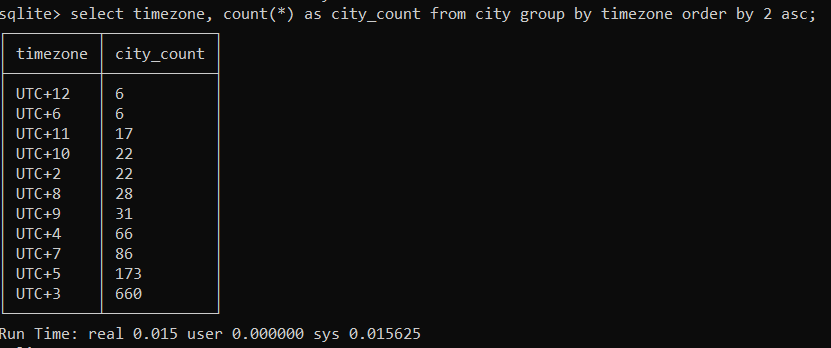 sqlite> select timezone, count(*) as city_count from city group by timezone order by 2 asc;
timezone city_count
UTC+12 6
UTC+6 6
UTC+11 17
UTC+10 22
UTC+2 22
UTC+8 28
UTC+9 31
UTC+4 66
UTC+7 86
UTC+5 173
UTC+3 660
Run Time: real 0.015 user 0.000000 sys 0.015625